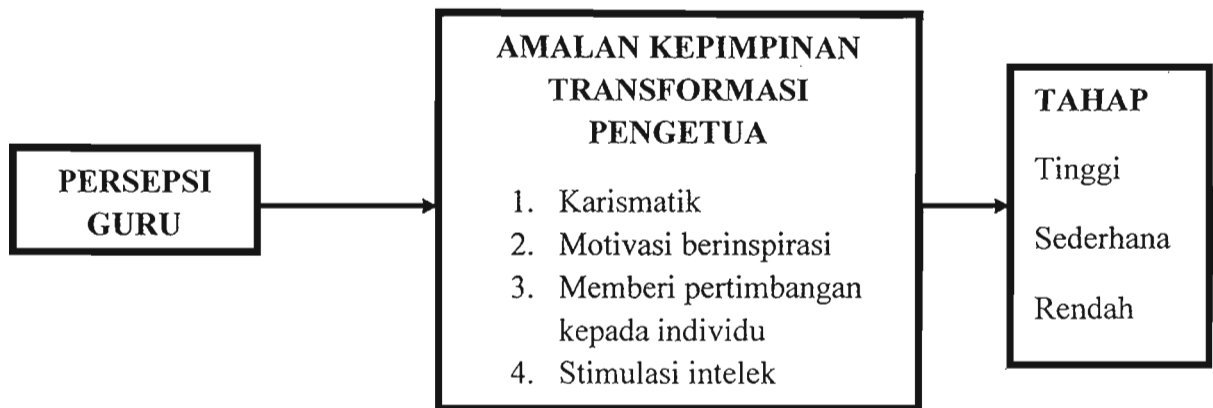 PERSEPSI
GURU
AMALAN KEPIMPINAN
TRANSFORMASI
PENGETUA
1. Karismatik
2. Motivasi berinspirasi
3. Memberi pertimbangan
kepada individu
4. Stimulasi intelek
TAHAP
Tinggi
Sederhana
Rendah